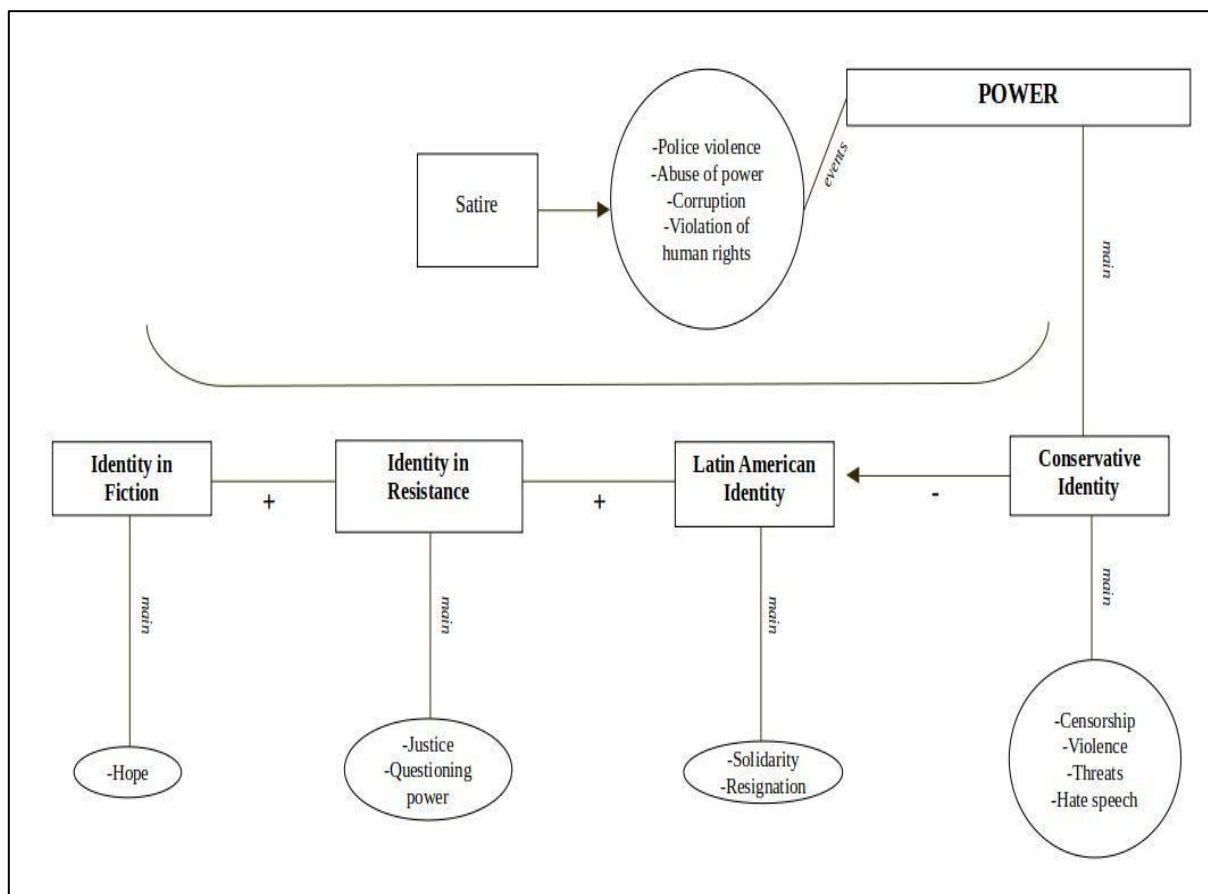 POWER
-Police violence
-Abuse of power
-Corruption
-Violation of
human rights
events
Satire
main
Identity in
Fiction
+
Identity in
Resistance
+
Latin American
Identity
-
Conservative
Identity
main
main
main
main
-Hope
-Justice
-Questioning
power
-Solidarity
-Resignation
-Censorship
-Violence
-Threats
-Hate speech